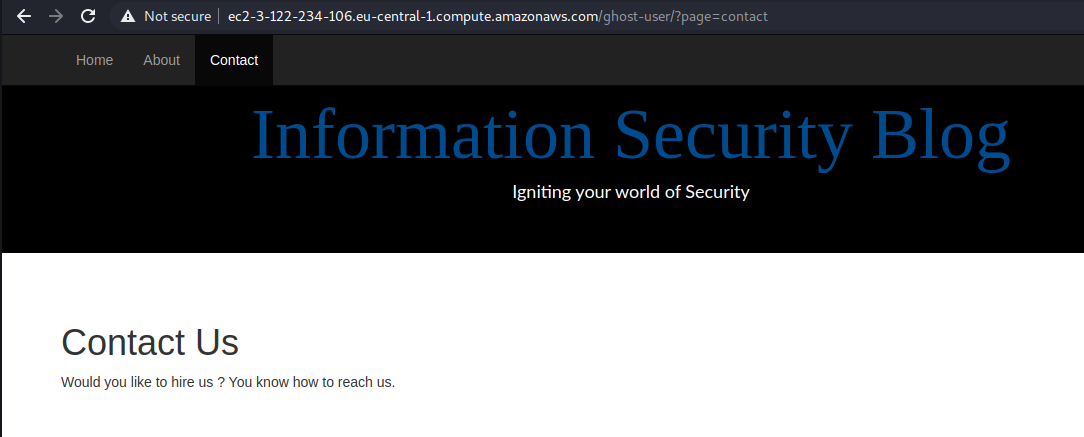 Not secure ec2-3-122-234-106.eu-central-1.compute.amazonaws.com/ghost-user/?page=contact
Home About Contact
Information Security Blog
Igniting your world of Security
Contact Us
Would you like to hire us ? You know how to reach us.